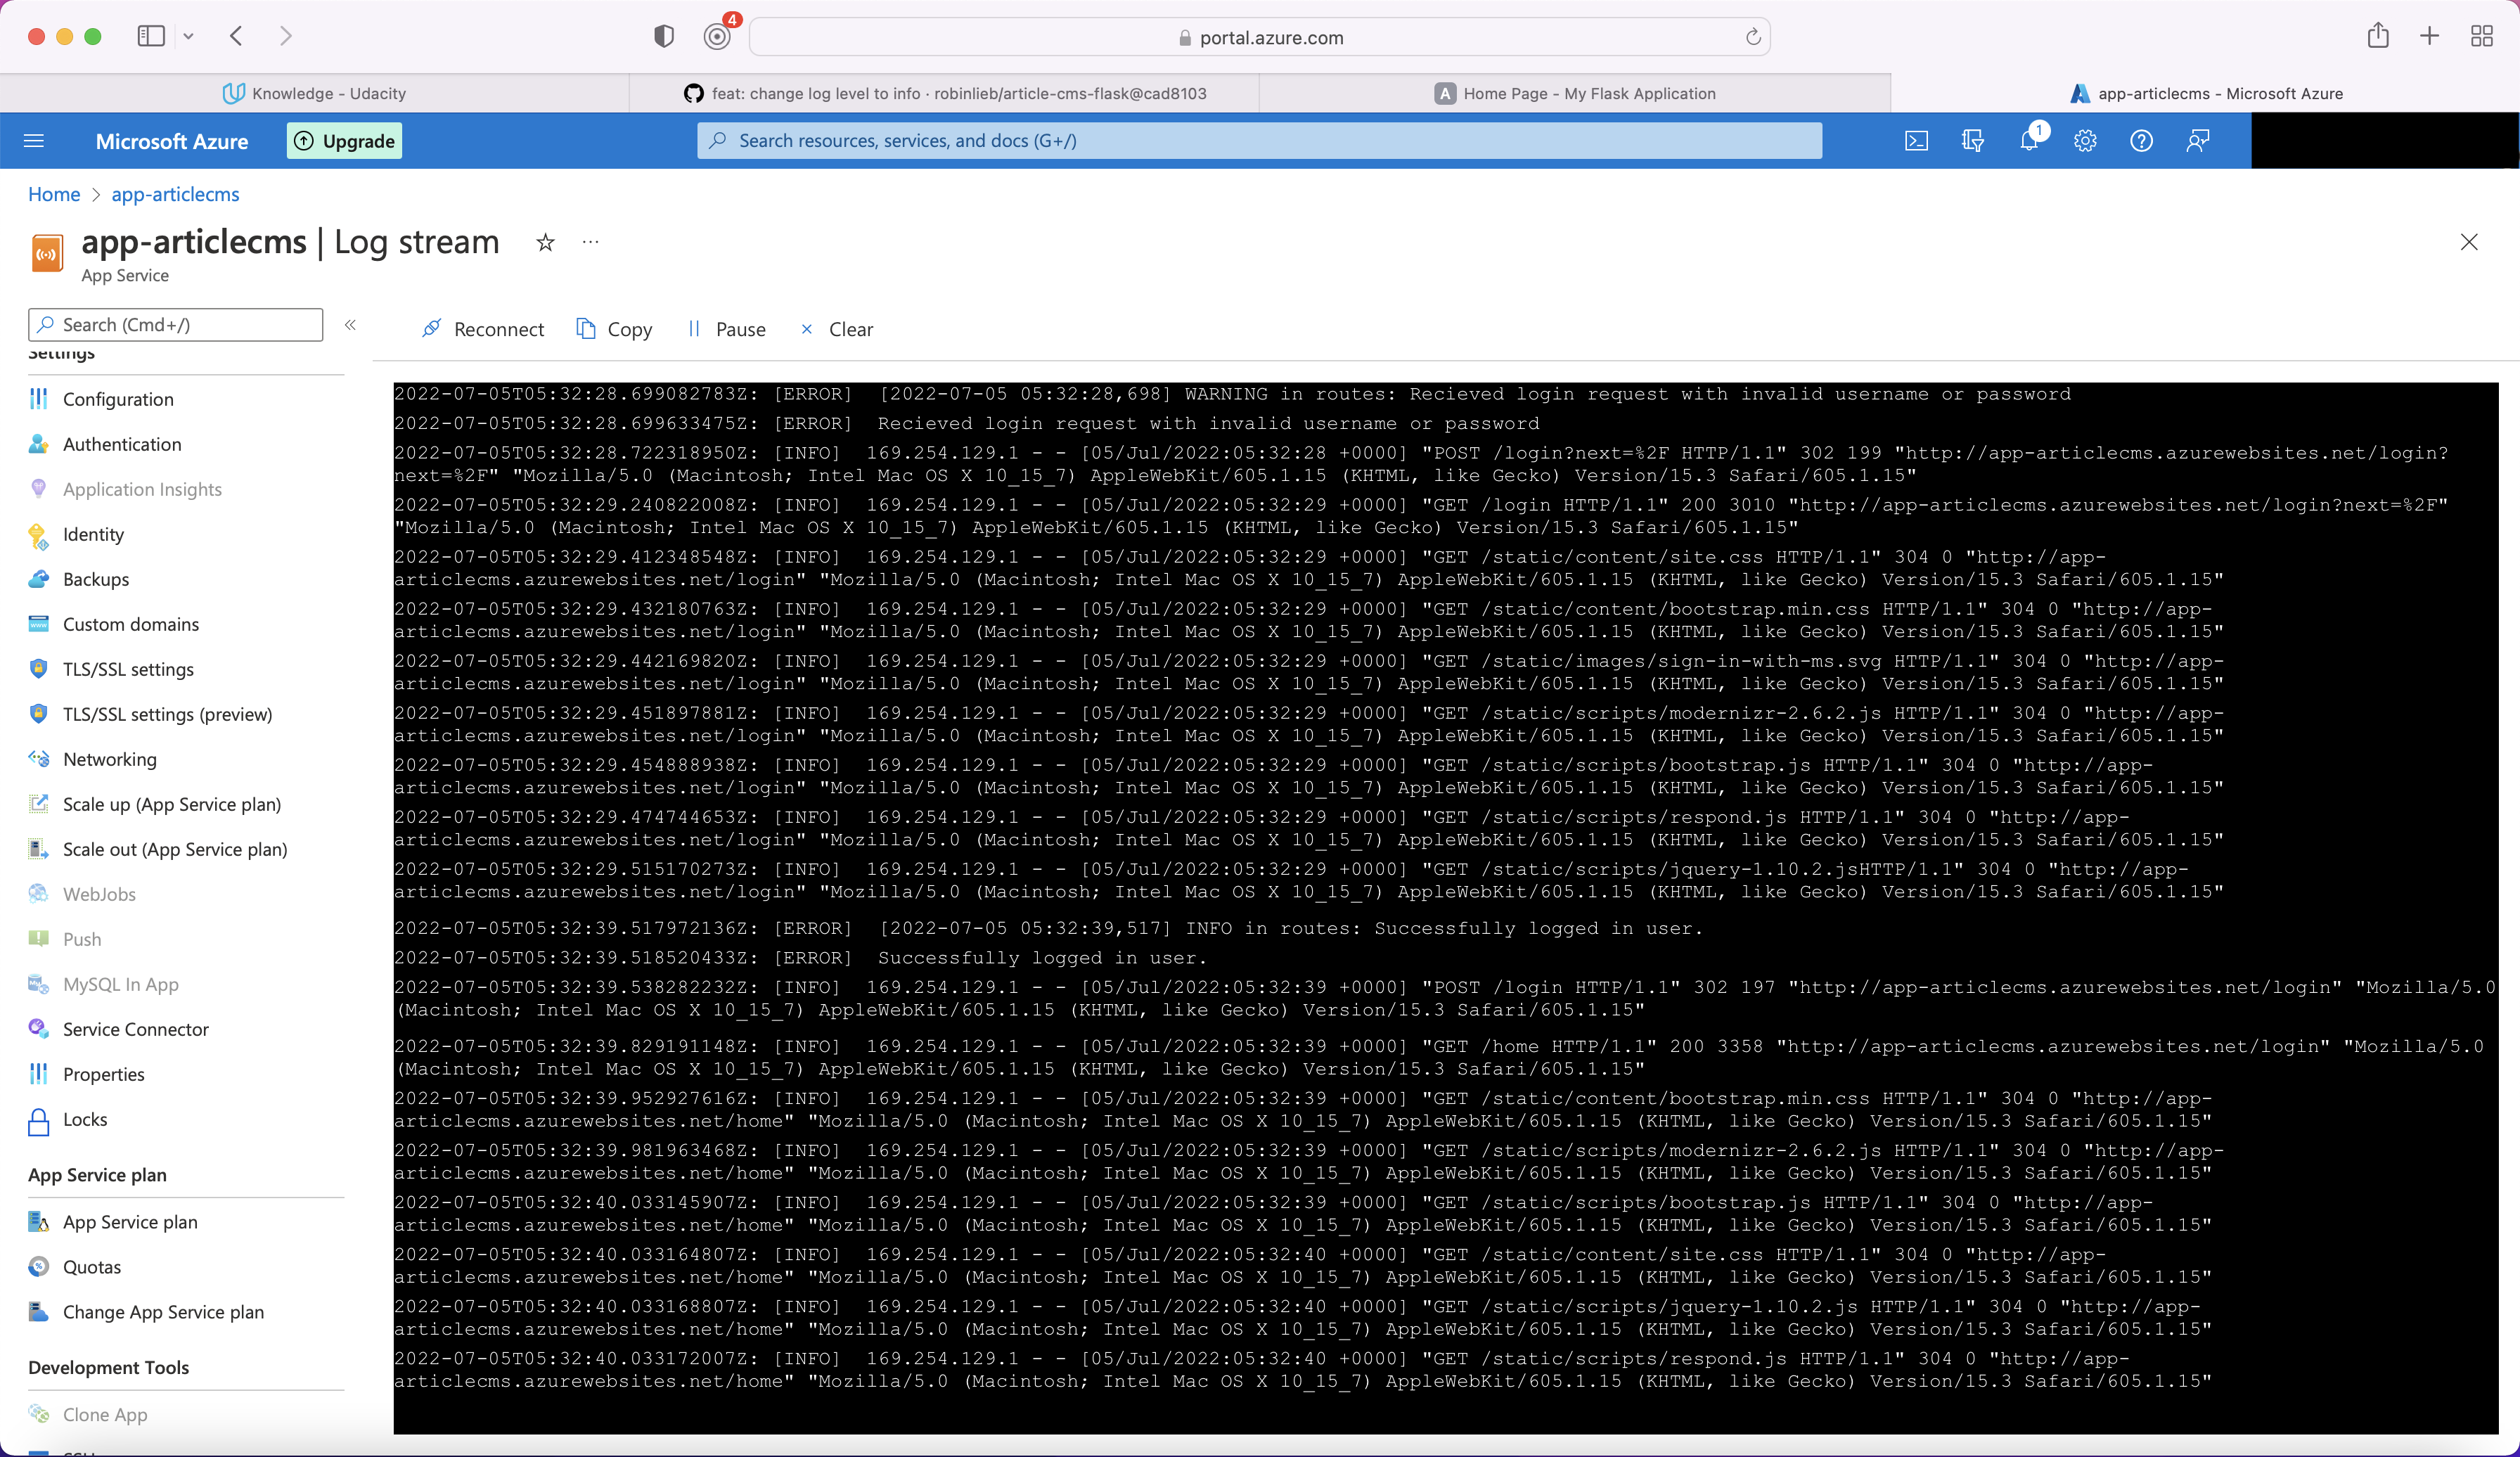 4
portal.azure.com
Knowledge - Udacity
feat: change log level to info · robinlieb/article-cms-flask@cad8103
A Home Page - My Flask Application
app-articlecms - Microsoft Azure
Microsoft Azure
Upgrade
Search resources, services, and docs (G+/)
1
Home > app-articlecms
app-articlecms | Log stream
App Service
Search (Cmd+/)
Reconnect
Copy
Pause
Clear
Settings
Configuration
Authentication
Application Insights
Identity
Backups
Custom domains
TLS/SSL settings
TLS/SSL settings (preview)
Networking
Scale up (App Service plan)
Scale out (App Service plan)
WebJobs
Push
MySQL In App
Service Connector
Properties
Locks
App Service plan
App Service plan
Quotas
Change App Service plan
Development Tools
Clone App
2022-07-05T05:32:28.699082783Z: [ERROR]  [2022-07-05 05:32:28,698] WARNING in routes: Recieved login request with invalid username or password
2022-07-05T05:32:28.699633475Z: [ERROR]  Recieved login request with invalid username or password
2022-07-05T05:32:28.722318950Z: [INFO]  169.254.129.1 - - [05/Jul/2022:05:32:28 +0000] "POST /login?next=%2F HTTP/1.1" 302 199 "http://app-articlecms.azurewebsites.net/login?
next=%2F" "Mozilla/5.0 (Macintosh; Intel Mac OS X 10_15_7) AppleWebKit/605.1.15 (KHTML, like Gecko) Version/15.3 Safari/605.1.15"
2022-07-05T05:32:29.240822008Z: [INFO]  169.254.129.1 - - [05/Jul/2022:05:32:29 +0000] "GET /login HTTP/1.1" 200 3010 "http://app-articlecms.azurewebsites.net/login?next=%2F"
"Mozilla/5.0 (Macintosh; Intel Mac OS X 10_15_7) AppleWebKit/605.1.15 (KHTML, like Gecko) Version/15.3 Safari/605.1.15"
2022-07-05T05:32:29.412348548Z: [INFO]  169.254.129.1 - - [05/Jul/2022:05:32:29 +0000] "GET /static/content/site.css HTTP/1.1" 304 0 "http://app-
articlecms.azurewebsites.net/login" "Mozilla/5.0 (Macintosh; Intel Mac OS X 10_15_7) AppleWebKit/605.1.15 (KHTML, like Gecko) Version/15.3 Safari/605.1.15"
2022-07-05T05:32:29.432180763Z: [INFO]  169.254.129.1 - - [05/Jul/2022:05:32:29 +0000] "GET /static/content/bootstrap.min.css HTTP/1.1" 304 0 "http://app-
articlecms.azurewebsites.net/login" "Mozilla/5.0 (Macintosh; Intel Mac OS X 10_15_7) AppleWebKit/605.1.15 (KHTML, like Gecko) Version/15.3 Safari/605.1.15"
2022-07-05T05:32:29.442169820Z: [INFO]  169.254.129.1 - - [05/Jul/2022:05:32:29 +0000] "GET /static/images/sign-in-with-ms.svg HTTP/1.1" 304 0 "http://app-
articlecms.azurewebsites.net/login" "Mozilla/5.0 (Macintosh; Intel Mac OS X 10_15_7) AppleWebKit/605.1.15 (KHTML, like Gecko) Version/15.3 Safari/605.1.15"
2022-07-05T05:32:29.451897881Z: [INFO]  169.254.129.1 - - [05/Jul/2022:05:32:29 +0000] "GET /static/scripts/modernizr-2.6.2.js HTTP/1.1" 304 0 "http://app-
articlecms.azurewebsites.net/login" "Mozilla/5.0 (Macintosh; Intel Mac OS X 10_15_7) AppleWebKit/605.1.15 (KHTML, like Gecko) Version/15.3 Safari/605.1.15"
2022-07-05T05:32:29.454888938Z: [INFO]  169.254.129.1 - - [05/Jul/2022:05:32:29 +0000] "GET /static/scripts/bootstrap.js HTTP/1.1" 304 0 "http://app-
articlecms.azurewebsites.net/login" "Mozilla/5.0 (Macintosh; Intel Mac OS X 10_15_7) AppleWebKit/605.1.15 (KHTML, like Gecko) Version/15.3 Safari/605.1.15"
2022-07-05T05:32:29.474744653Z: [INFO]  169.254.129.1 - - [05/Jul/2022:05:32:29 +0000] "GET /static/scripts/respond.js HTTP/1.1" 304 0 "http://app-
articlecms.azurewebsites.net/login" "Mozilla/5.0 (Macintosh; Intel Mac OS X 10_15_7) AppleWebKit/605.1.15 (KHTML, like Gecko) Version/15.3 Safari/605.1.15"
2022-07-05T05:32:29.515170273Z: [INFO]  169.254.129.1 - - [05/Jul/2022:05:32:29 +0000] "GET /static/scripts/jquery-1.10.2.jsHTTP/1.1" 304 0 "http://app-
articlecms.azurewebsites.net/login" "Mozilla/5.0 (Macintosh; Intel Mac OS X 10_15_7) AppleWebKit/605.1.15 (KHTML, like Gecko) Version/15.3 Safari/605.1.15"
2022-07-05T05:32:39.517972136Z: [ERROR]  [2022-07-05 05:32:39,517] INFO in routes: Successfully logged in user.
2022-07-05T05:32:39.518520433Z: [ERROR]  Successfully logged in user.
2022-07-05T05:32:39.538282232Z: [INFO]  169.254.129.1 - - [05/Jul/2022:05:32:39 +0000] "POST /login HTTP/1.1" 302 197 "http://app-articlecms.azurewebsites.net/login" "Mozilla/5.0
(Macintosh; Intel Mac OS X 10_15_7) AppleWebKit/605.1.15 (KHTML, like Gecko) Version/15.3 Safari/605.1.15"
2022-07-05T05:32:39.829191148Z: [INFO]  169.254.129.1 - - [05/Jul/2022:05:32:39 +0000] "GET /home HTTP/1.1" 200 3358 "http://app-articlecms.azurewebsites.net/login" "Mozilla/5.0
(Macintosh; Intel Mac OS X 10_15_7) AppleWebKit/605.1.15 (KHTML, like Gecko) Version/15.3 Safari/605.1.15"
2022-07-05T05:32:39.952927616Z: [INFO]  169.254.129.1 - - [05/Jul/2022:05:32:39 +0000] "GET /static/content/bootstrap.min.css HTTP/1.1" 304 0 "http://app-
articlecms.azurewebsites.net/home" "Mozilla/5.0 (Macintosh; Intel Mac OS X 10_15_7) AppleWebKit/605.1.15 (KHTML, like Gecko) Version/15.3 Safari/605.1.15"
2022-07-05T05:32:39.981963468Z: [INFO]  169.254.129.1 - - [05/Jul/2022:05:32:39 +0000] "GET /static/scripts/modernizr-2.6.2.js HTTP/1.1" 304 0 "http://app-
articlecms.azurewebsites.net/home" "Mozilla/5.0 (Macintosh; Intel Mac OS X 10_15_7) AppleWebKit/605.1.15 (KHTML, like Gecko) Version/15.3 Safari/605.1.15"
2022-07-05T05:32:40.033145907Z: [INFO]  169.254.129.1 - - [05/Jul/2022:05:32:39 +0000] "GET /static/scripts/bootstrap.js HTTP/1.1" 304 0 "http://app-
articlecms.azurewebsites.net/home" "Mozilla/5.0 (Macintosh; Intel Mac OS X 10_15_7) AppleWebKit/605.1.15 (KHTML, like Gecko) Version/15.3 Safari/605.1.15"
2022-07-05T05:32:40.033164807Z: [INFO]  169.254.129.1 - - [05/Jul/2022:05:32:40 +0000] "GET /static/content/site.css HTTP/1.1" 304 0 "http://app-
articlecms.azurewebsites.net/home" "Mozilla/5.0 (Macintosh; Intel Mac OS X 10_15_7) AppleWebKit/605.1.15 (KHTML, like Gecko) Version/15.3 Safari/605.1.15"
2022-07-05T05:32:40.033168807Z: [INFO]  169.254.129.1 - - [05/Jul/2022:05:32:40 +0000] "GET /static/scripts/jquery-1.10.2.js HTTP/1.1" 304 0 "http://app-
articlecms.azurewebsites.net/home" "Mozilla/5.0 (Macintosh; Intel Mac OS X 10_15_7) AppleWebKit/605.1.15 (KHTML, like Gecko) Version/15.3 Safari/605.1.15"
2022-07-05T05:32:40.033172007Z: [INFO]  169.254.129.1 - - [05/Jul/2022:05:32:40 +0000] "GET /static/scripts/respond.js HTTP/1.1" 304 0 "http://app-
articlecms.azurewebsites.net/home" "Mozilla/5.0 (Macintosh; Intel Mac OS X 10_15_7) AppleWebKit/605.1.15 (KHTML, like Gecko) Version/15.3 Safari/605.1.15"